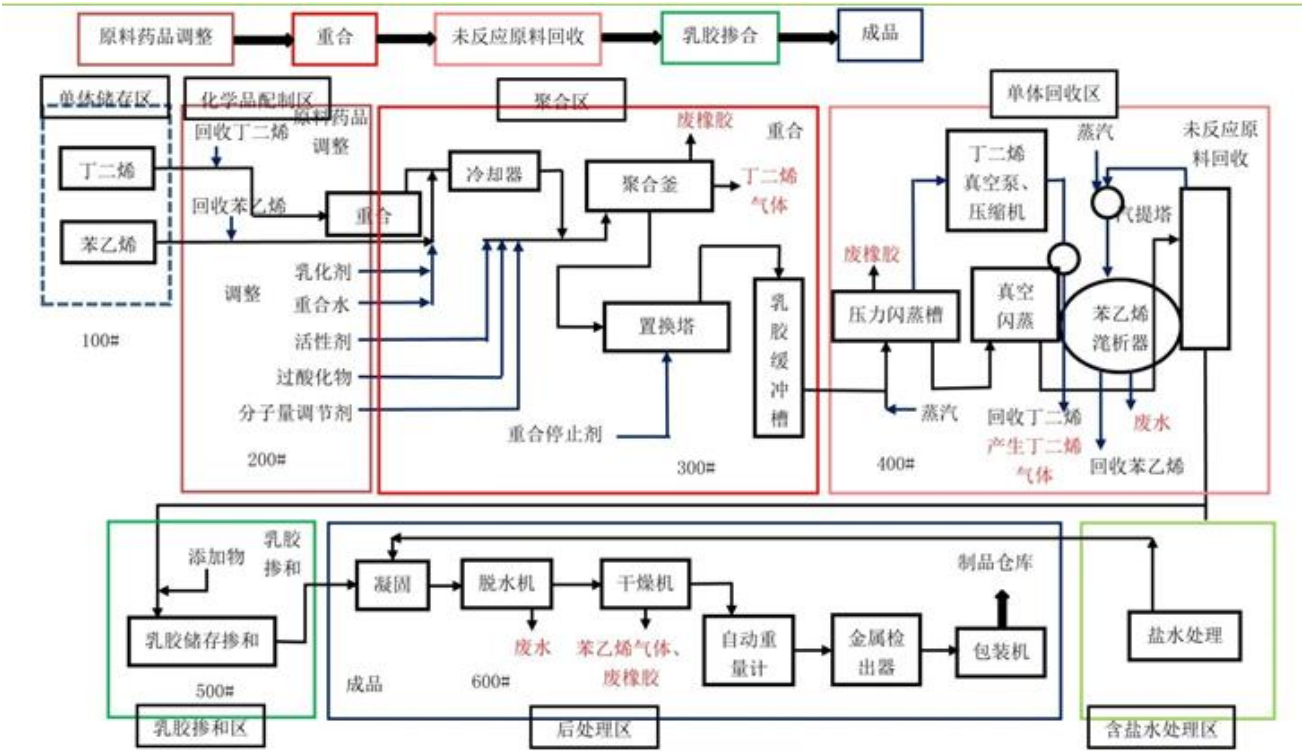 原料药品调整
重合
未反应原料回收
乳胶掺合
成品
单体储存区
化学品配制区
聚合区
单体回收区
回收丁二烯
原料药品
调整
丁二烯
回收苯乙烯
苯乙烯
重合
乳化剂
调整
重合水
活性剂
过酸化物
分子量调节剂
100#
200#
冷却器
废橡胶
重合
聚合釜
丁二烯
气体
置换塔
乳
胶
缓
冲
槽
重合停止剂
300#
丁二烯
真空泵、
压缩机
蒸汽
未反应原
料回收
汽提塔
废橡胶
压力闪蒸槽
真空
闪蒸
苯乙烯
滗析器
蒸汽
回收丁二烯
产生丁二烯
气体
废水
回收苯乙烯
400#
添加物
乳胶
掺和
乳胶储存掺和
500#
乳胶掺和区
凝固
脱水机
干燥机
废水
苯乙烯气体、
废橡胶
自动重
量计
金属检
出器
包装机
制品仓库
成品
600#
后处理区
盐水处理
含盐水处理区